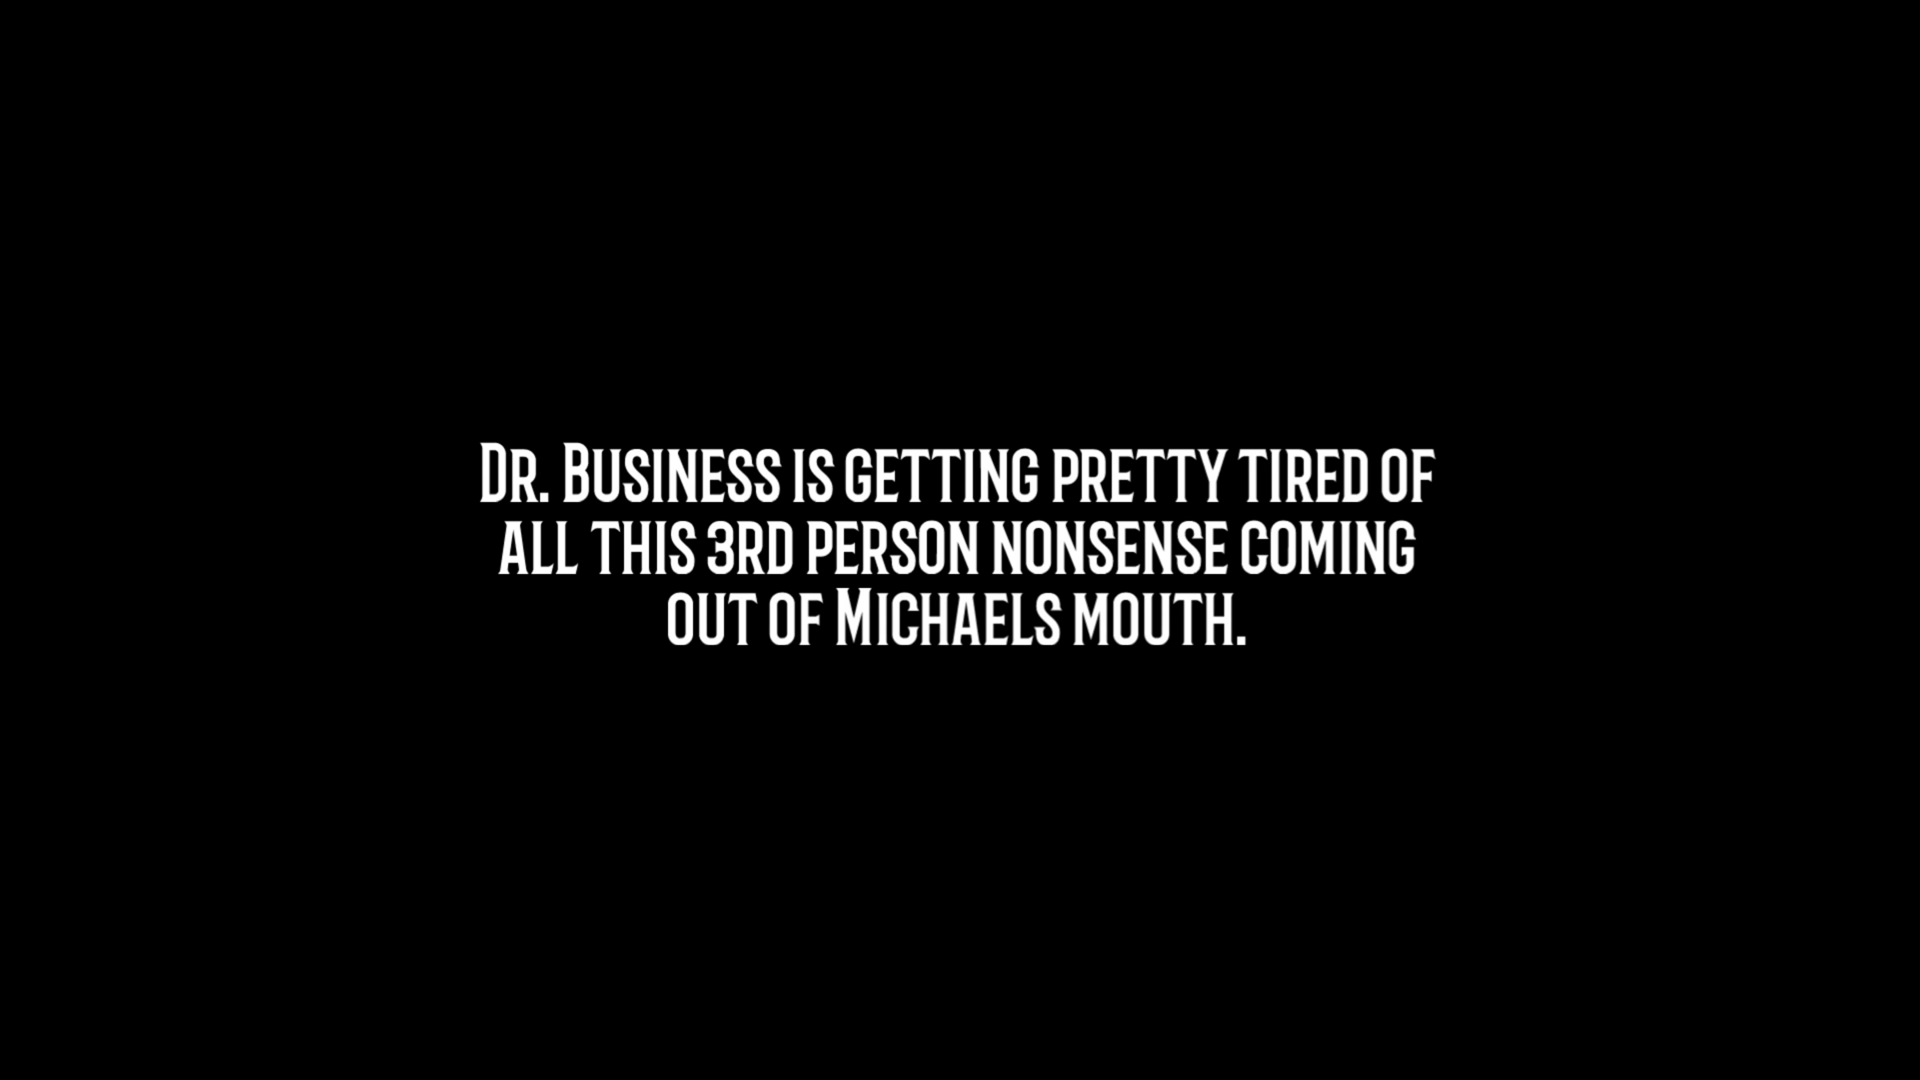 Dr. Business is getting pretty tired of
all this 3rd person nonsense coming
out of Michaels mouth.